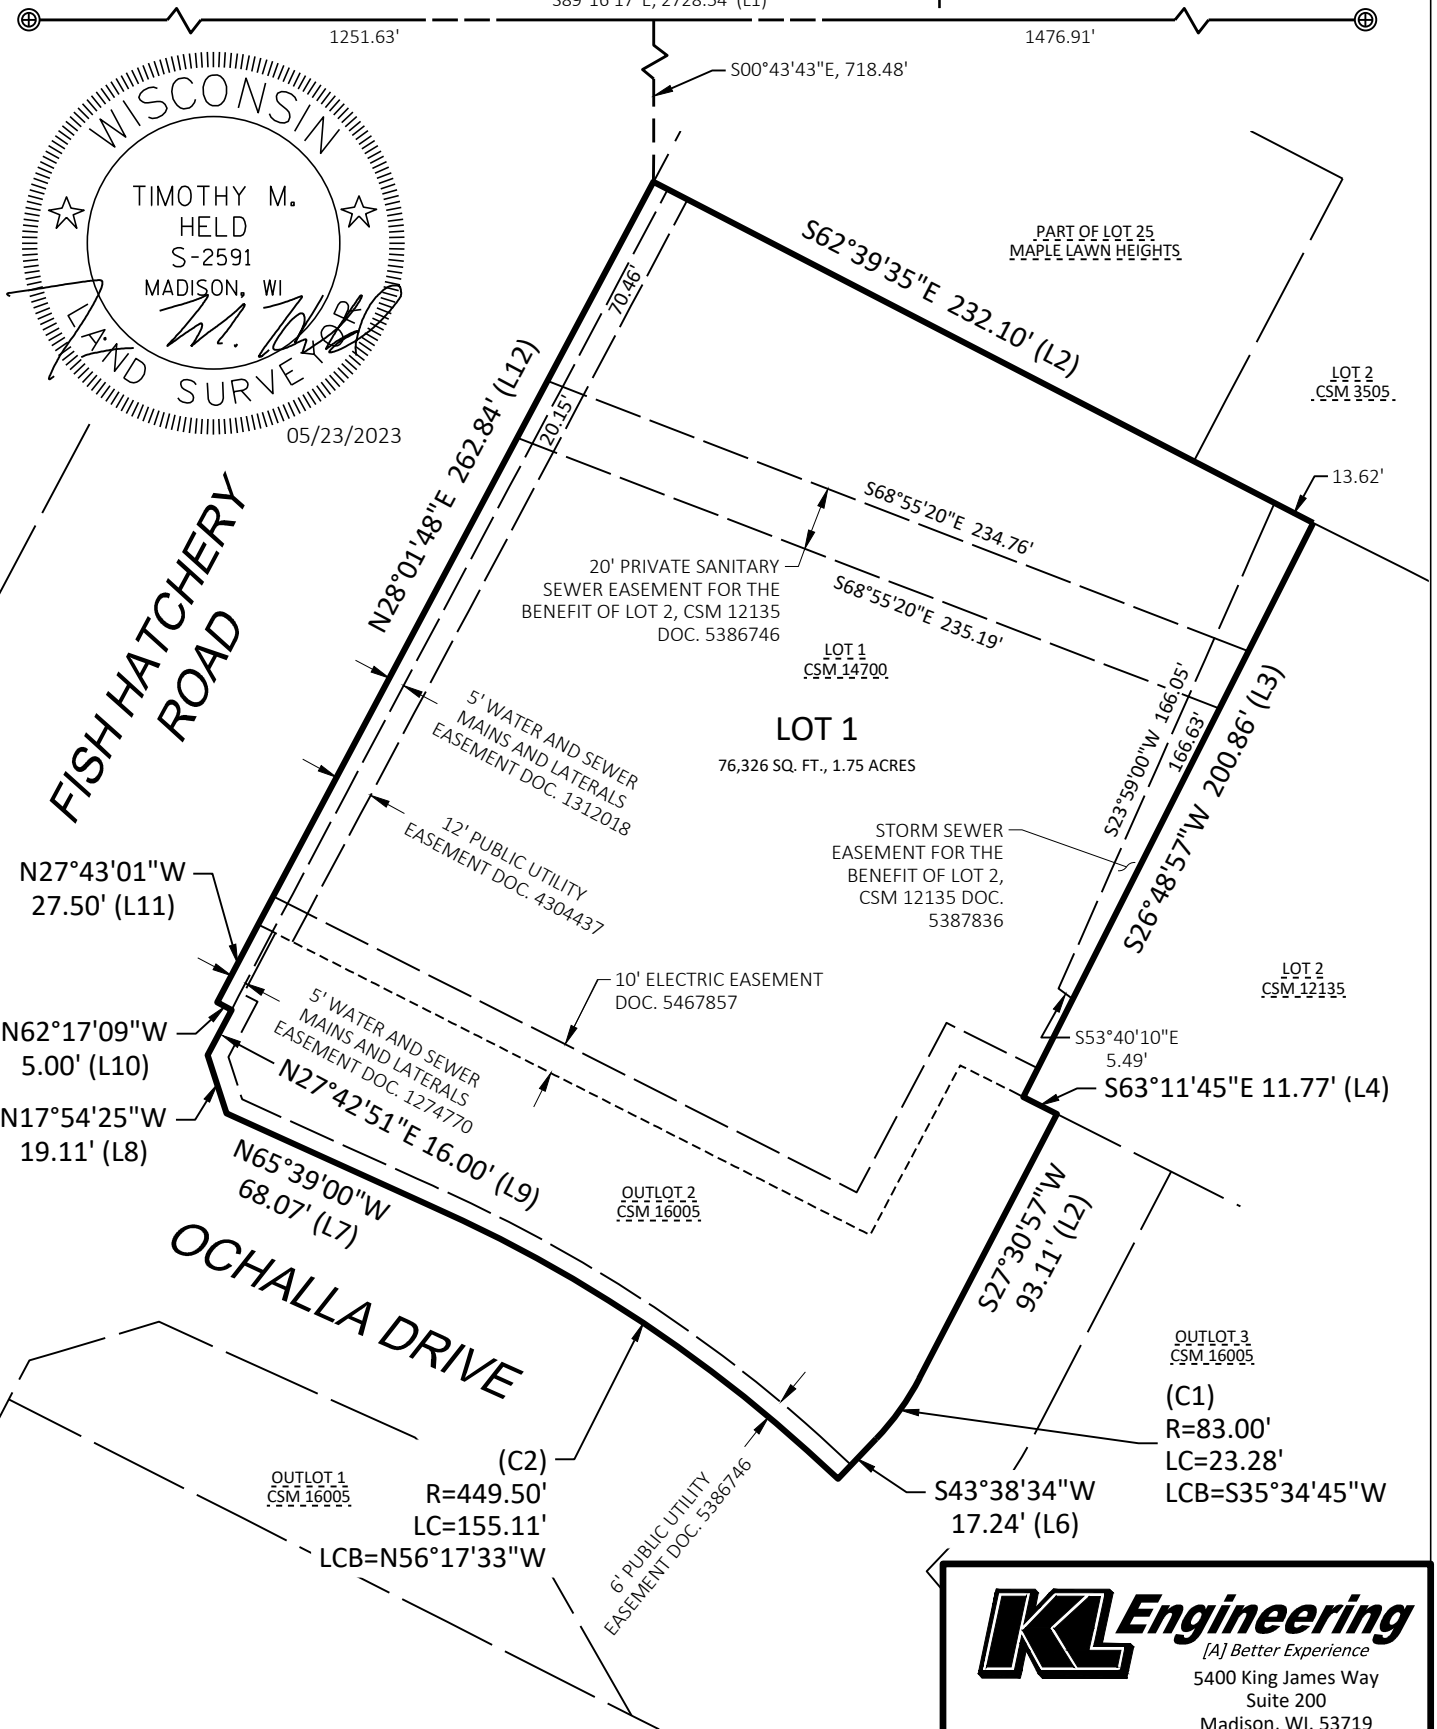 S89°16'17"E, 2728.54' (L1)
1251.63'
1476.91'
S00°43'43"E, 718.48'
WISCONSIN
TIMOTHY M.
HELD
S-2591
MADISON, WI
LAND SURVEYOR
05/23/2023
S62°39'35"E 232.10' (L2)
PART OF LOT 25
MAPLE LAWN HEIGHTS
LOT 2
CSM 3505
13.62'
70.46'
20.15'
N28°01'48"E 262.84' (L12)
S68°55'20"E 234.76'
S68°55'20"E 235.19'
20' PRIVATE SANITARY
SEWER EASEMENT FOR THE
BENEFIT OF LOT 2, CSM 12135
DOC. 5386746
LOT 1
CSM 14700
LOT 1
76,326 SQ. FT., 1.75 ACRES
FISH HATCHERY
ROAD
5' WATER AND SEWER
MAINS AND LATERALS
EASEMENT DOC. 1312018
12' PUBLIC UTILITY
EASEMENT DOC. 4304437
S23°59'00"W 166.05'
166.63'
S26°48'57"W 200.86' (L3)
STORM SEWER
EASEMENT FOR THE
BENEFIT OF LOT 2,
CSM 12135 DOC.
5387836
N27°43'01"W
27.50' (L11)
10' ELECTRIC EASEMENT
DOC. 5467857
LOT 2
CSM 12135
N62°17'09"W
5.00' (L10)
5' WATER AND SEWER
MAINS AND LATERALS
EASEMENT DOC. 1274770
S53°40'10"E
5.49'
S63°11'45"E 11.77' (L4)
N17°54'25"W
19.11' (L8)
N27°42'51"E 16.00' (L9)
N65°39'00"W
68.07' (L7)
OUTLOT 2
CSM 16005
S27°30'57"W
93.11' (L2)
OCHALLA DRIVE
OUTLOT 3
CSM 16005
(C1)
R=83.00'
LC=23.28'
LCB=S35°34'45"W
(C2)
R=449.50'
LC=155.11'
LCB=N56°17'33"W
OUTLOT 1
CSM 16005
S43°38'34"W
17.24' (L6)
6' PUBLIC UTILITY
EASEMENT DOC. 5386746
KL Engineering
[A] Better Experience
5400 King James Way
Suite 200
Madison, WI. 53719